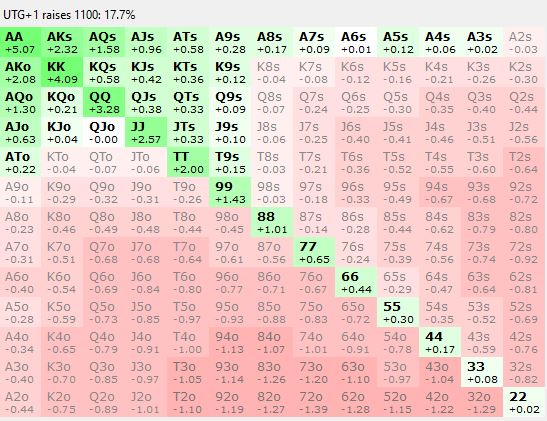 UTG+1 raises 1100: 17.7%
AA AKs AQs AJs ATs A9s A8s A7s A6s A5s A4s A3s A2s
+5.07 +2.32 +1.58 +0.96 +0.58 +0.28 +0.17 +0.09 +0.01 +0.12 +0.06 +0.02 -0.03
AKo KK KQs KJs KTs K9s K8s K7s K6s K5s K4s K3s K2s
+2.08 +4.09 +0.58 +0.42 +0.36 +0.12 -0.04 -0.08 -0.12 -0.16 -0.21 -0.26 -0.30
AQo KQo QQ QJs QTs Q9s Q8s Q7s Q6s Q5s Q4s Q3s Q2s
+1.30 +0.21 +3.28 +0.38 +0.33 +0.09 -0.07 -0.24 -0.25 -0.30 -0.35 -0.40 -0.44
AJo KJo QJo JJ JTs J9s J8s J7s J6s J5s J4s J3s J2s
+0.63 +0.04 -0.00 +2.57 +0.33 +0.10 -0.06 -0.25 -0.40 -0.41 -0.46 -0.51 -0.56
ATo KTo QTo JTo TT T9s T8s T7s T6s T5s T4s T3s T2s
+0.22 -0.04 -0.07 -0.06 +2.00 +0.15 -0.03 -0.21 -0.36 -0.52 -0.55 -0.60 -0.64
A9o K9o Q9o J9o T9o 99 98s 97s 96s 95s 94s 93s 92s
-0.11 -0.29 -0.32 -0.31 -0.26 +1.43 -0.03 -0.18 -0.33 -0.49 -0.67 -0.68 -0.72
A8o K8o Q8o J8o T8o 98o 88 87s 86s 85s 84s 83s 82s
-0.23 -0.46 -0.49 -0.48 -0.44 -0.45 +1.01 -0.14 -0.28 -0.44 -0.62 -0.79 -0.80
A7o K7o Q7o J7o T7o 97o 87o 77 76s 75s 74s 73s 72s
-0.31 -0.51 -0.68 -0.68 -0.64 -0.61 -0.56 +0.65 -0.24 -0.39 -0.56 -0.74 -0.92
A6o K6o Q6o J6o T6o 96o 86o 76o 66 65s 64s 63s 62s
-0.40 -0.54 -0.69 -0.84 -0.80 -0.77 -0.71 -0.67 +0.44 -0.29 -0.47 -0.64 -0.81
A5o K5o Q5o J5o T5o 95o 85o 75o 65o 55 54s 53s 52s
-0.28 -0.59 -0.73 -0.85 -0.97 -0.93 -0.88 -0.83 -0.72 +0.30 -0.35 -0.52 -0.69
A4o K4o Q4o J4o T4o 94o 84o 74o 64o 54o 44 43s 42s
-0.34 -0.65 -0.79 -0.91 -1.00 -1.13 -1.07 -1.01 -0.91 -0.78 +0.17 -0.59 -0.76
A3o K3o Q3o J3o T3o 93o 83o 73o 63o 53o 43o 33 32s
-0.40 -0.70 -0.85 -0.97 -1.05 -1.14 -1.26 -1.20 -1.10 -0.97 -1.04 +0.08 -0.82
A2o K2o Q2o J2o T2o 92o 82o 72o 62o 52o 42o 32o 22
-0.44 -0.75 -0.89 -1.01 -1.10 -1.19 -1.27 -1.39 -1.28 -1.15 -1.22 -1.29 +0.02